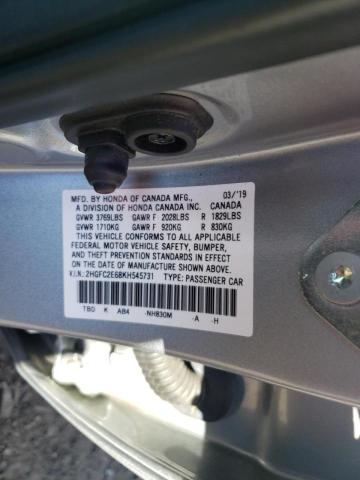 MFD. BY HONDA OF CANADA MFG., 03/'19
A DIVISION OF HONDA CANADA INC. CANADA
GVWR 3769LBS GAWR F 2028LBS R 1829LBS
GVWR 1710KG GAWR F 920KG R 830KG
THIS VEHICLE CONFORMS TO ALL APPLICABLE
FEDERAL MOTOR VEHICLE SAFETY, BUMPER,
AND THEFT PREVENTION STANDARDS IN EFFECT
ON THE DATE OF MANUFACTURE SHOWN ABOVE.
V.I.N.: 2HGFC2E68KH545731 TYPE: PASSENGER CAR
TBD K AB4 -NH830M -A -H